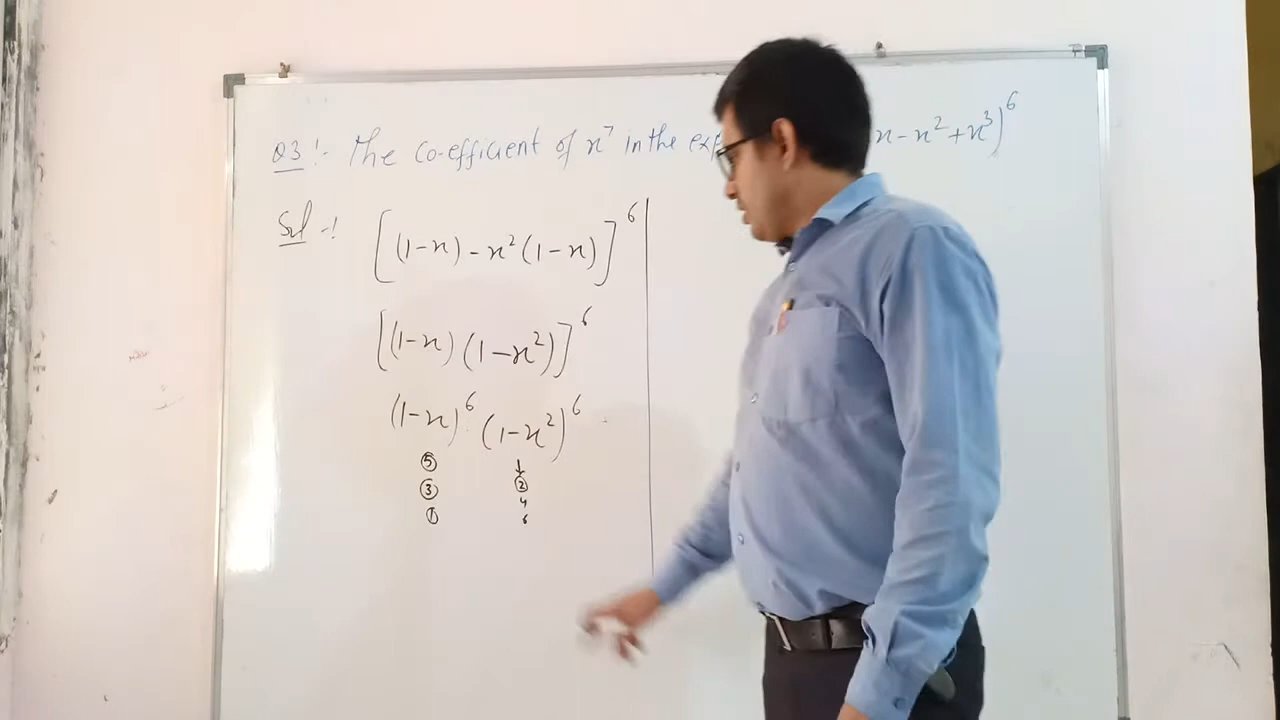 Q3 :- The co-efficient of x⁷ in the exp x - x² + x³)⁶
Sol -: [(1-x) - x²(1-x)]⁶
[(1-x)(1-x²)]⁶
(1-x)⁶ (1-x²)⁶
5 1
3 2
1 4
6